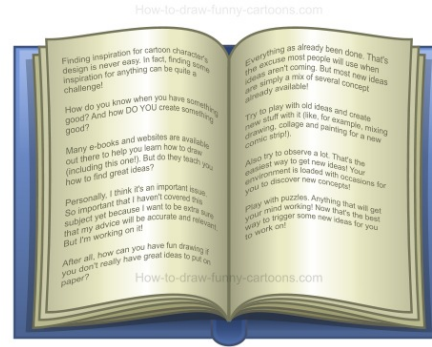 How-to-draw-funny-cartoons.com
Finding inspiration for cartoon character's
design is never easy. In fact, finding some
inspiration for anything can be quite a
challenge!
How do you know when you have something
good? And how DO YOU create something
good?
Many e-books and websites are available
out there to help you learn how to draw
(including this one!). But do they teach you
how to find great ideas?
Personally, I think it's an important issue.
So important that I haven't covered this
subject yet because I want to be extra sure
that my advice will be accurate and relevant.
But I'm working on it!
After all, how can you have fun drawing if
you don't really have great ideas to put on
paper?
Everything as already been done. That's
the excuse most people will use when
ideas aren't coming. But most new ideas
are simply a mix of several concept
already available!
Try to play with old ideas and create
new stuff with it (like, for example, mixing
drawing, collage and painting for a new
comic strip!).
Also try to observe a lot. That's the
easiest way to get new ideas! Your
environment is loaded with occasions for
you to discover new concepts!
Play with puzzles. Anything that will get
your mind working! Now that's the best
way to trigger some new ideas for you
to work on!
How-to-draw-funny-cartoons.com